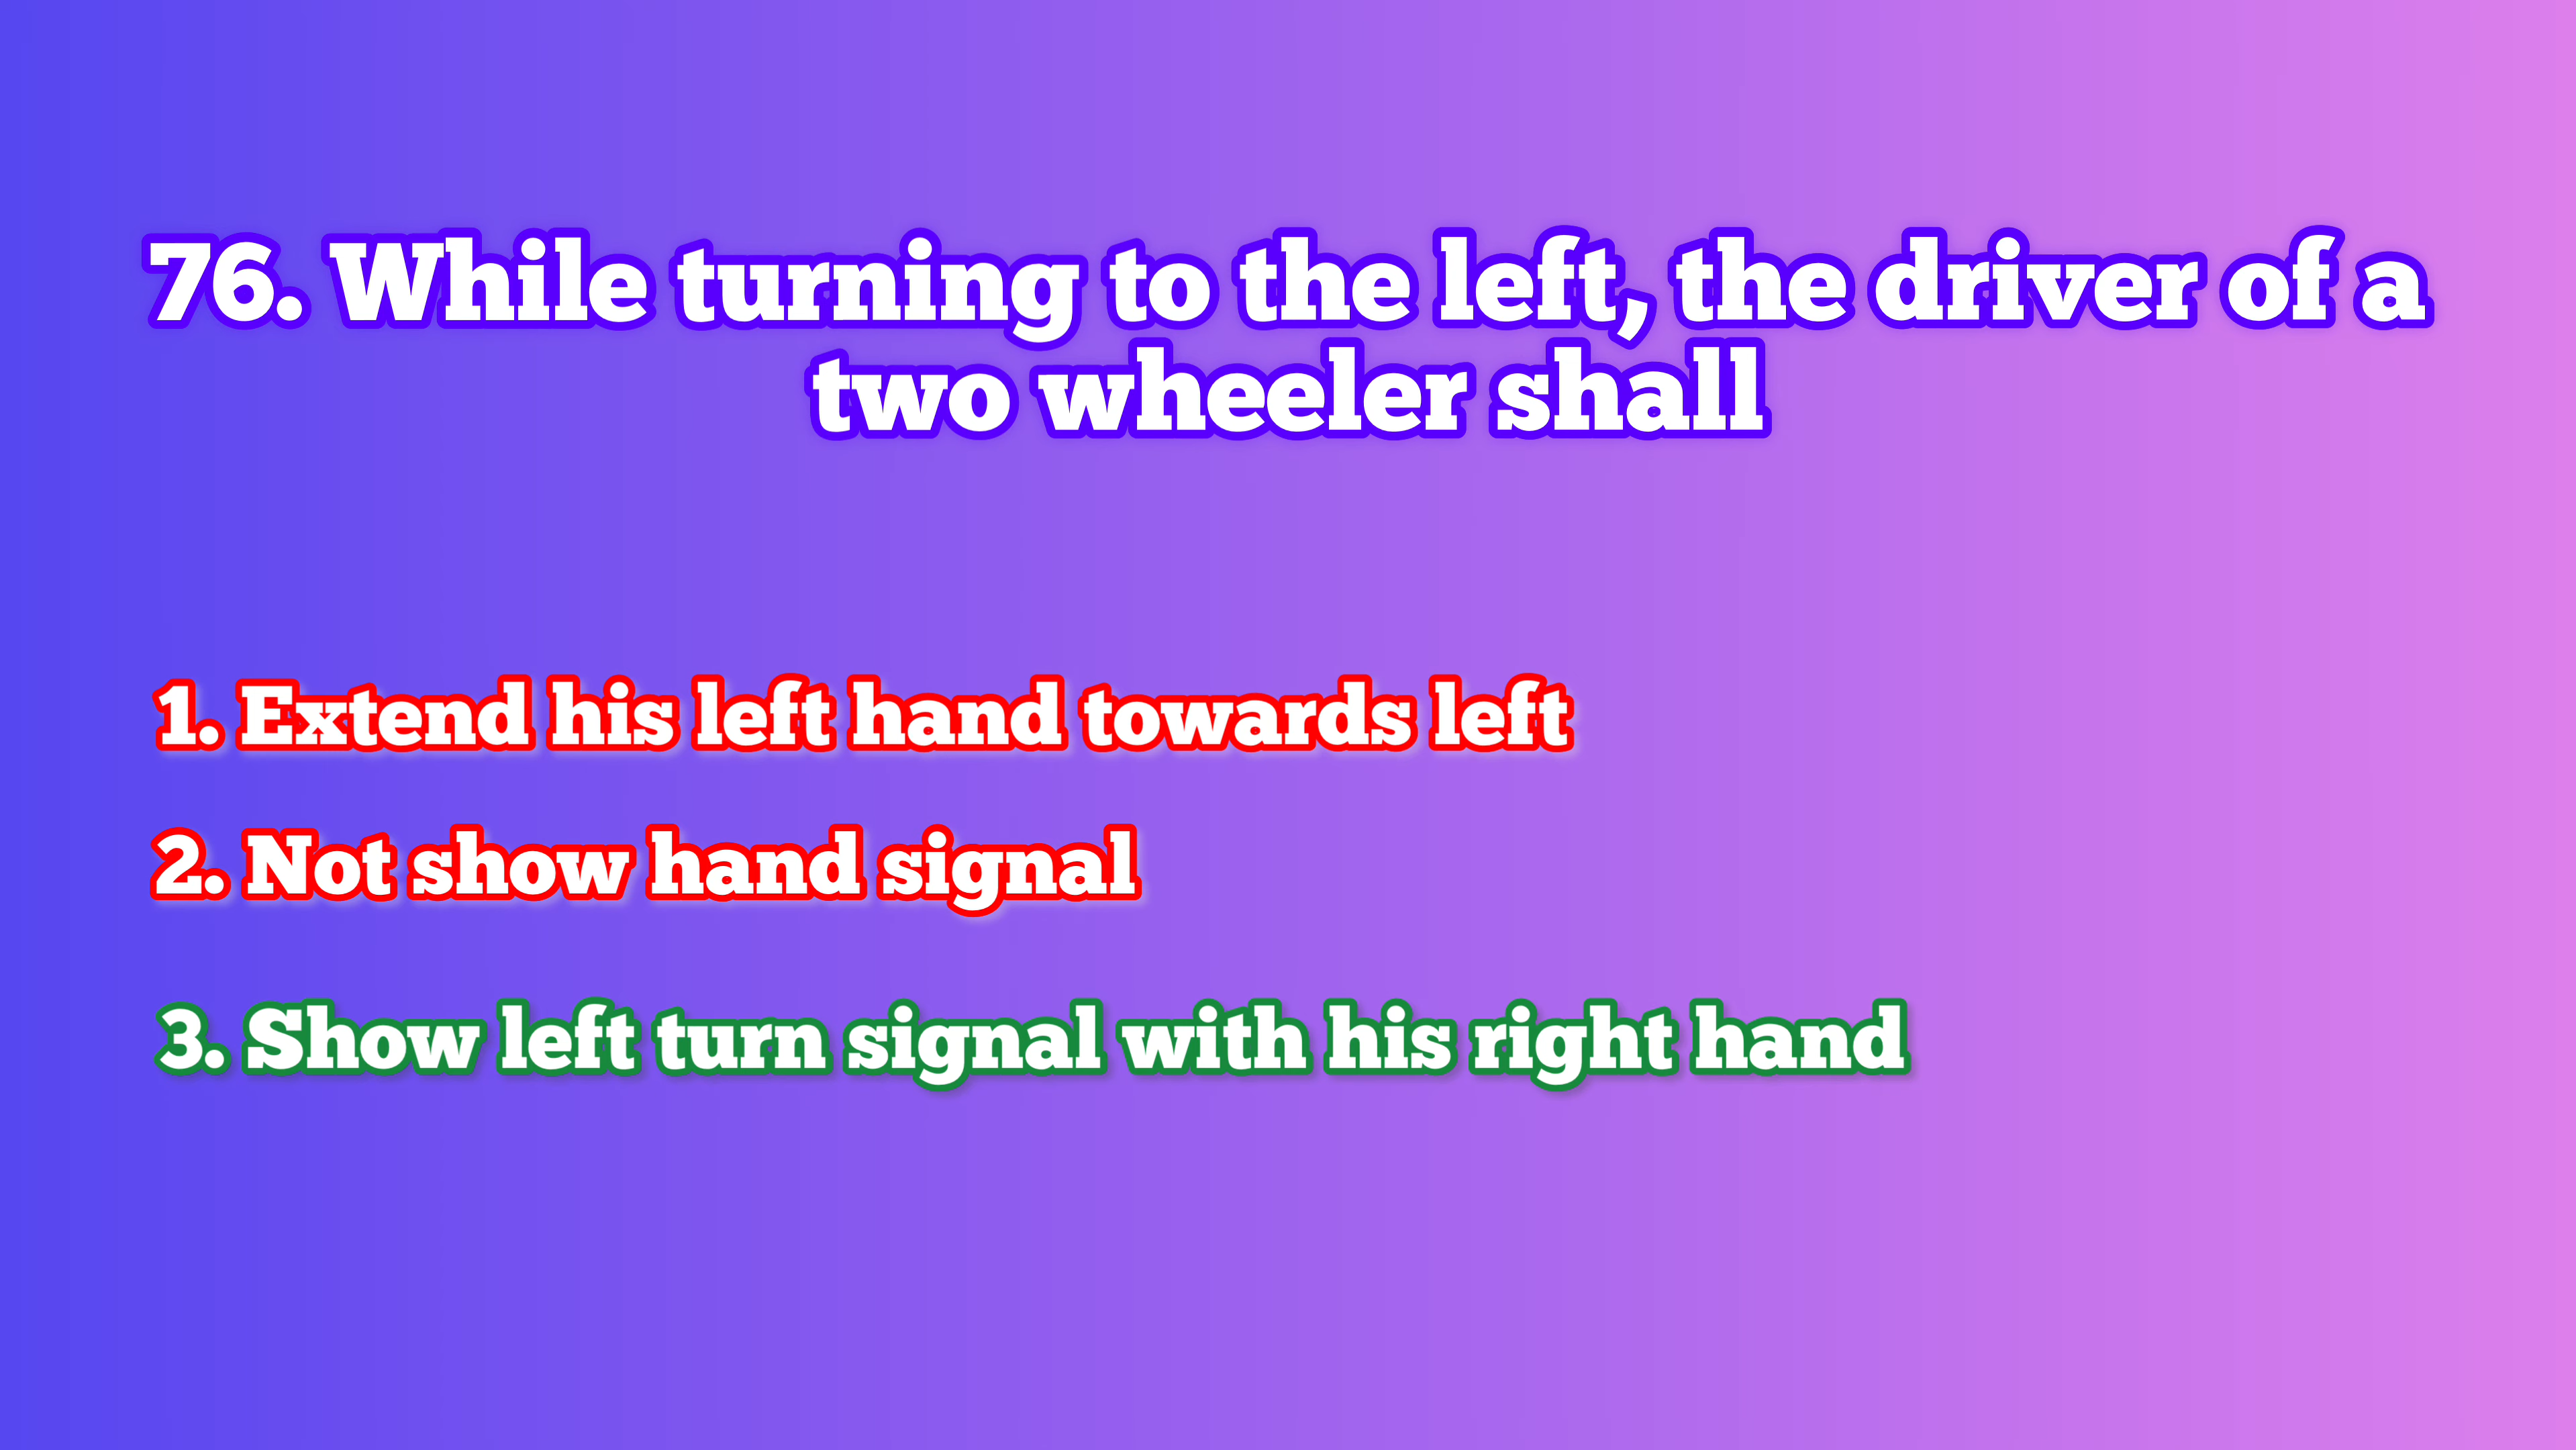 76. While turning to the left, the driver of a
two wheeler shall
1. Extend his left hand towards left
2. Not show hand signal
3. Show left turn signal with his right hand